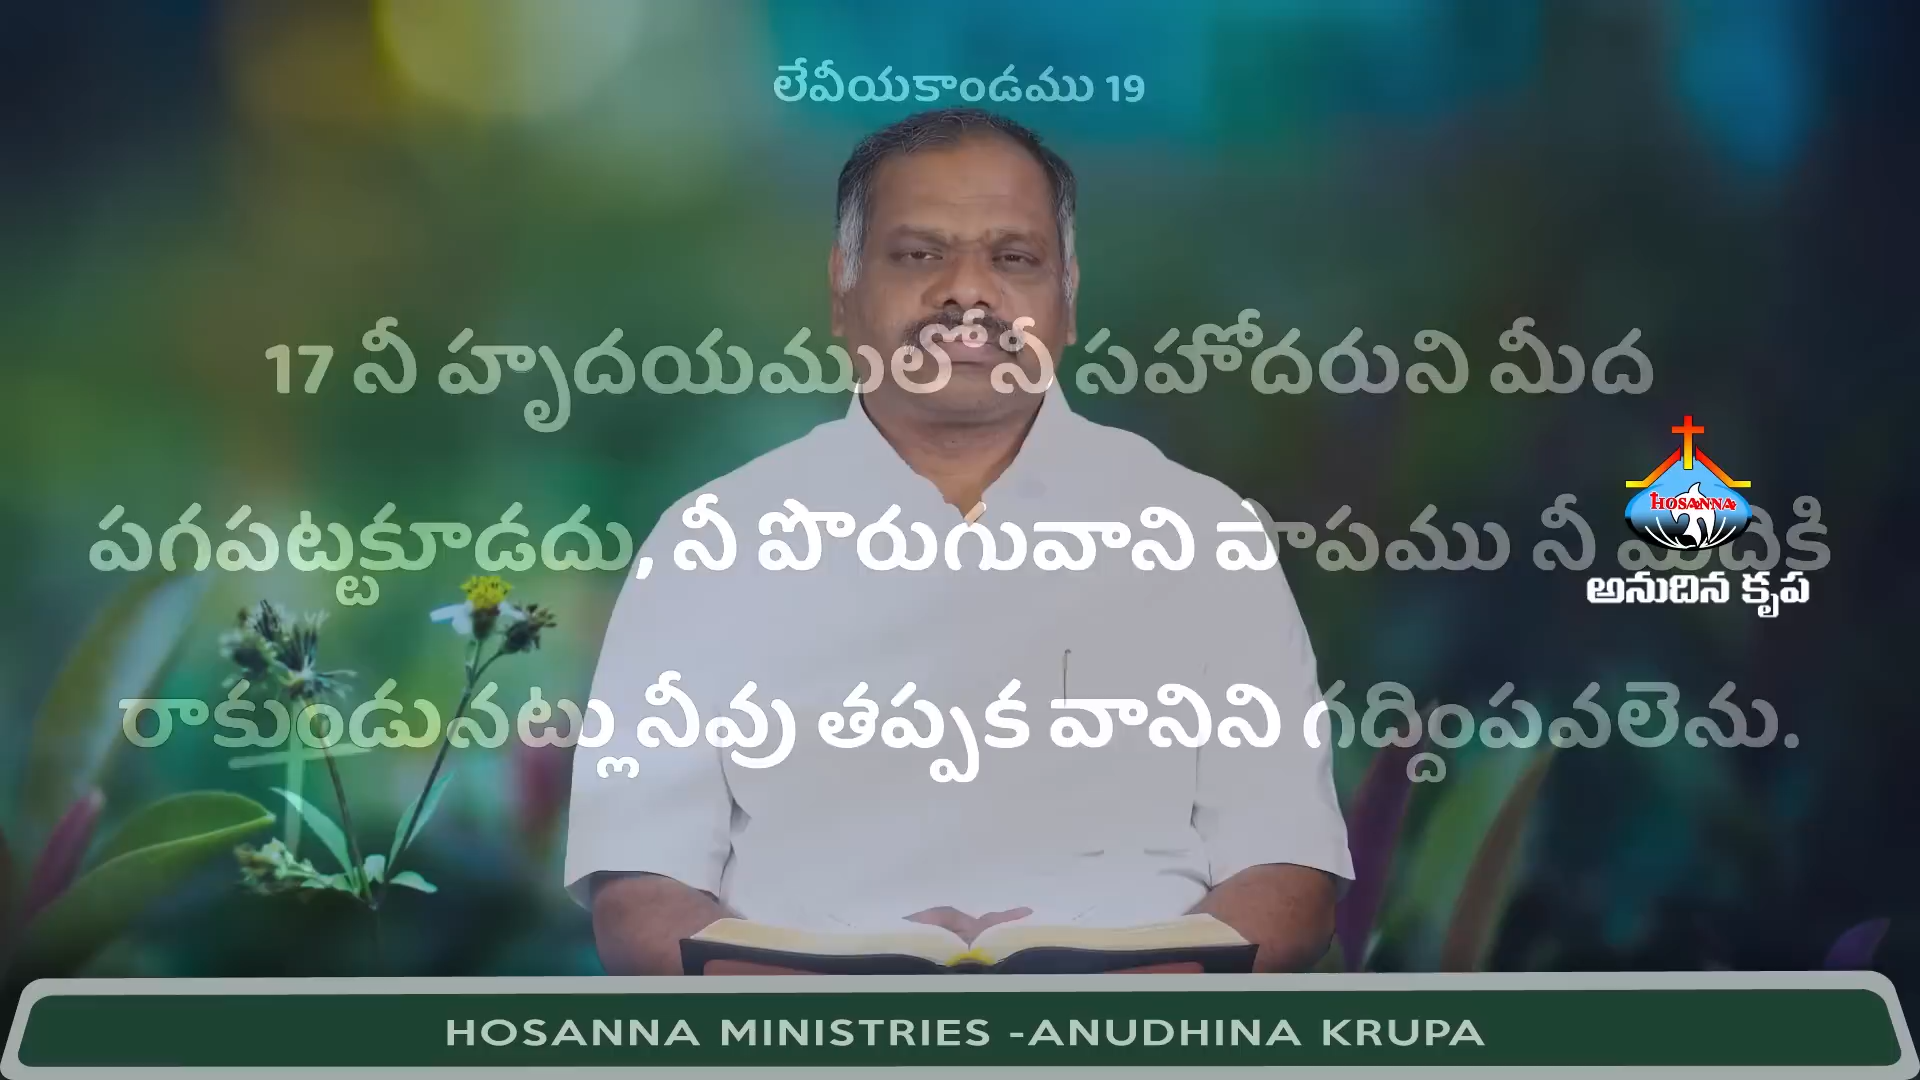 లేవీయకాండము 19
17 నీ హృదయములో నీ సహోదరుని మీద
పగపట్టకూడదు, నీ పొరుగువాని పాపము నీ మీదికి
HOSANNA
అనుదిన కృప
రాకుండునట్లు నీవు తప్పక వానిని గద్దింపవలెను.
HOSANNA MINISTRIES -ANUDHINA KRUPA